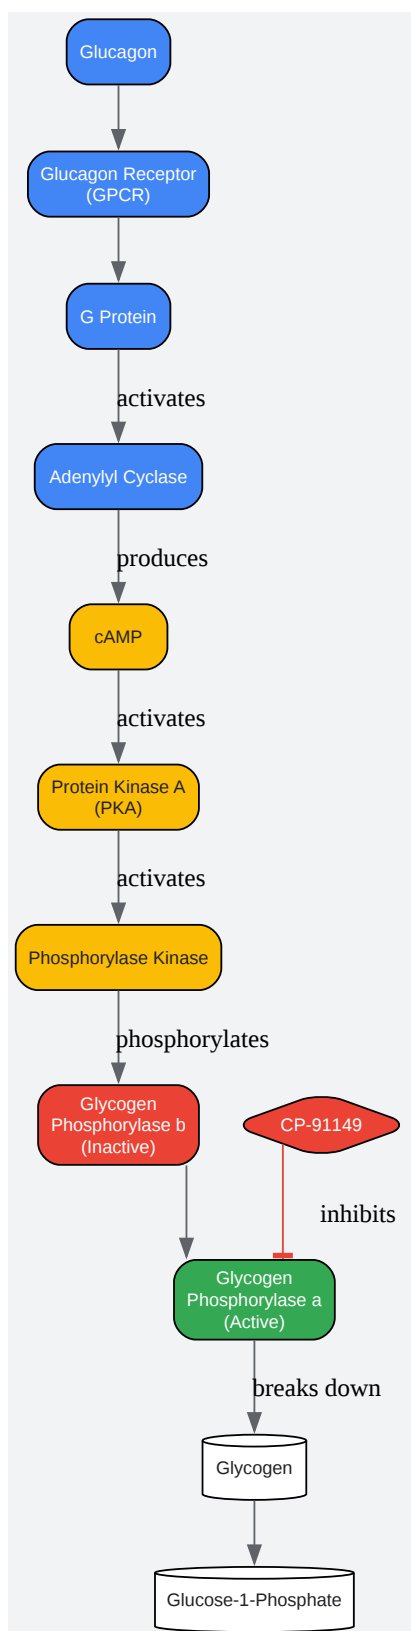 Glucagon
Glucagon Receptor
(GPCR)
G Protein
activates
Adenylyl Cyclase
produces
cAMP
activates
Protein Kinase A
(PKA)
activates
Phosphorylase Kinase
phosphorylates
Glycogen
Phosphorylase b
(Inactive)
CP-91149
inhibits
Glycogen
Phosphorylase a
(Active)
breaks down
Glycogen
Glucose-1-Phosphate